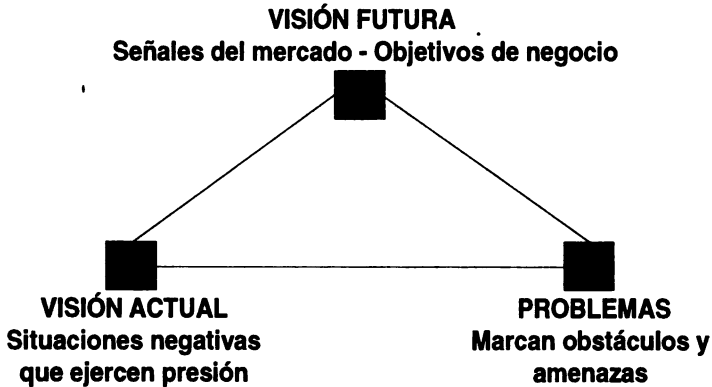 VISIÓN FUTURA
Señales del mercado - Objetivos de negocio
VISIÓN ACTUAL
Situaciones negativas
que ejercen presión
PROBLEMAS
Marcan obstáculos y
amenazas